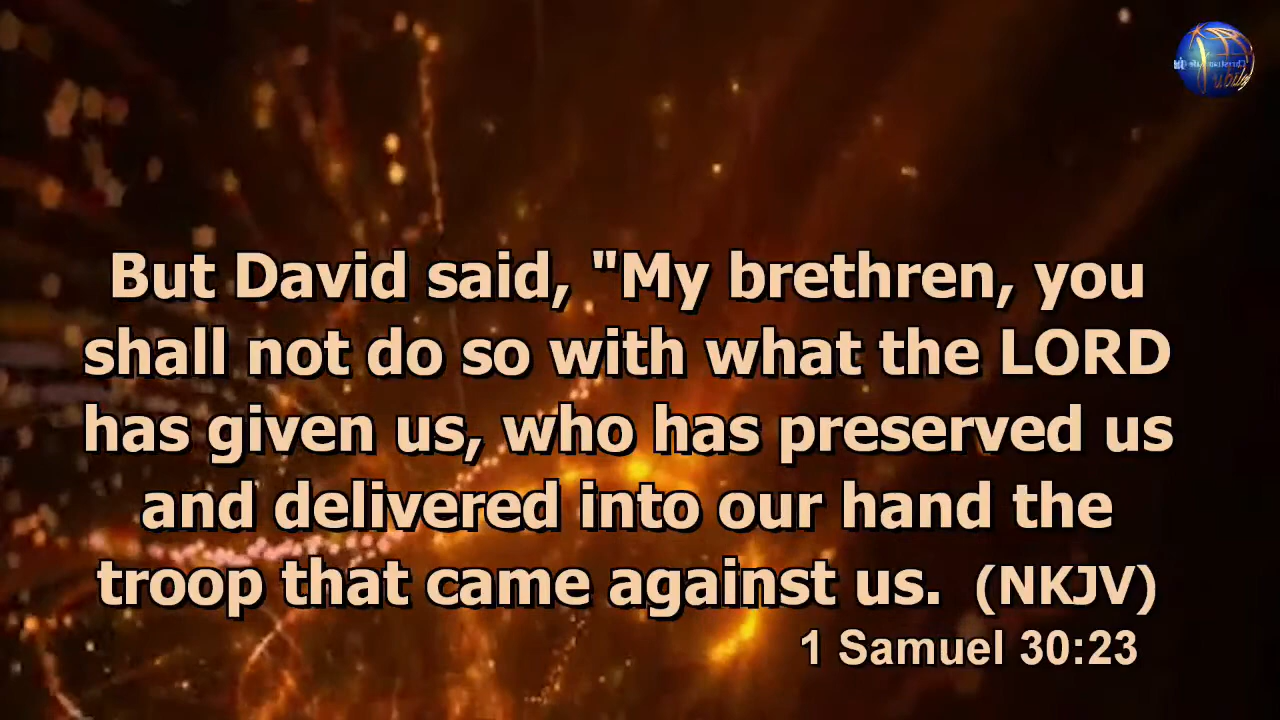 But David said, "My brethren, you
shall not do so with what the LORD
has given us, who has preserved us
and delivered into our hand the
troop that came against us.  (NKJV)
1 Samuel 30:23